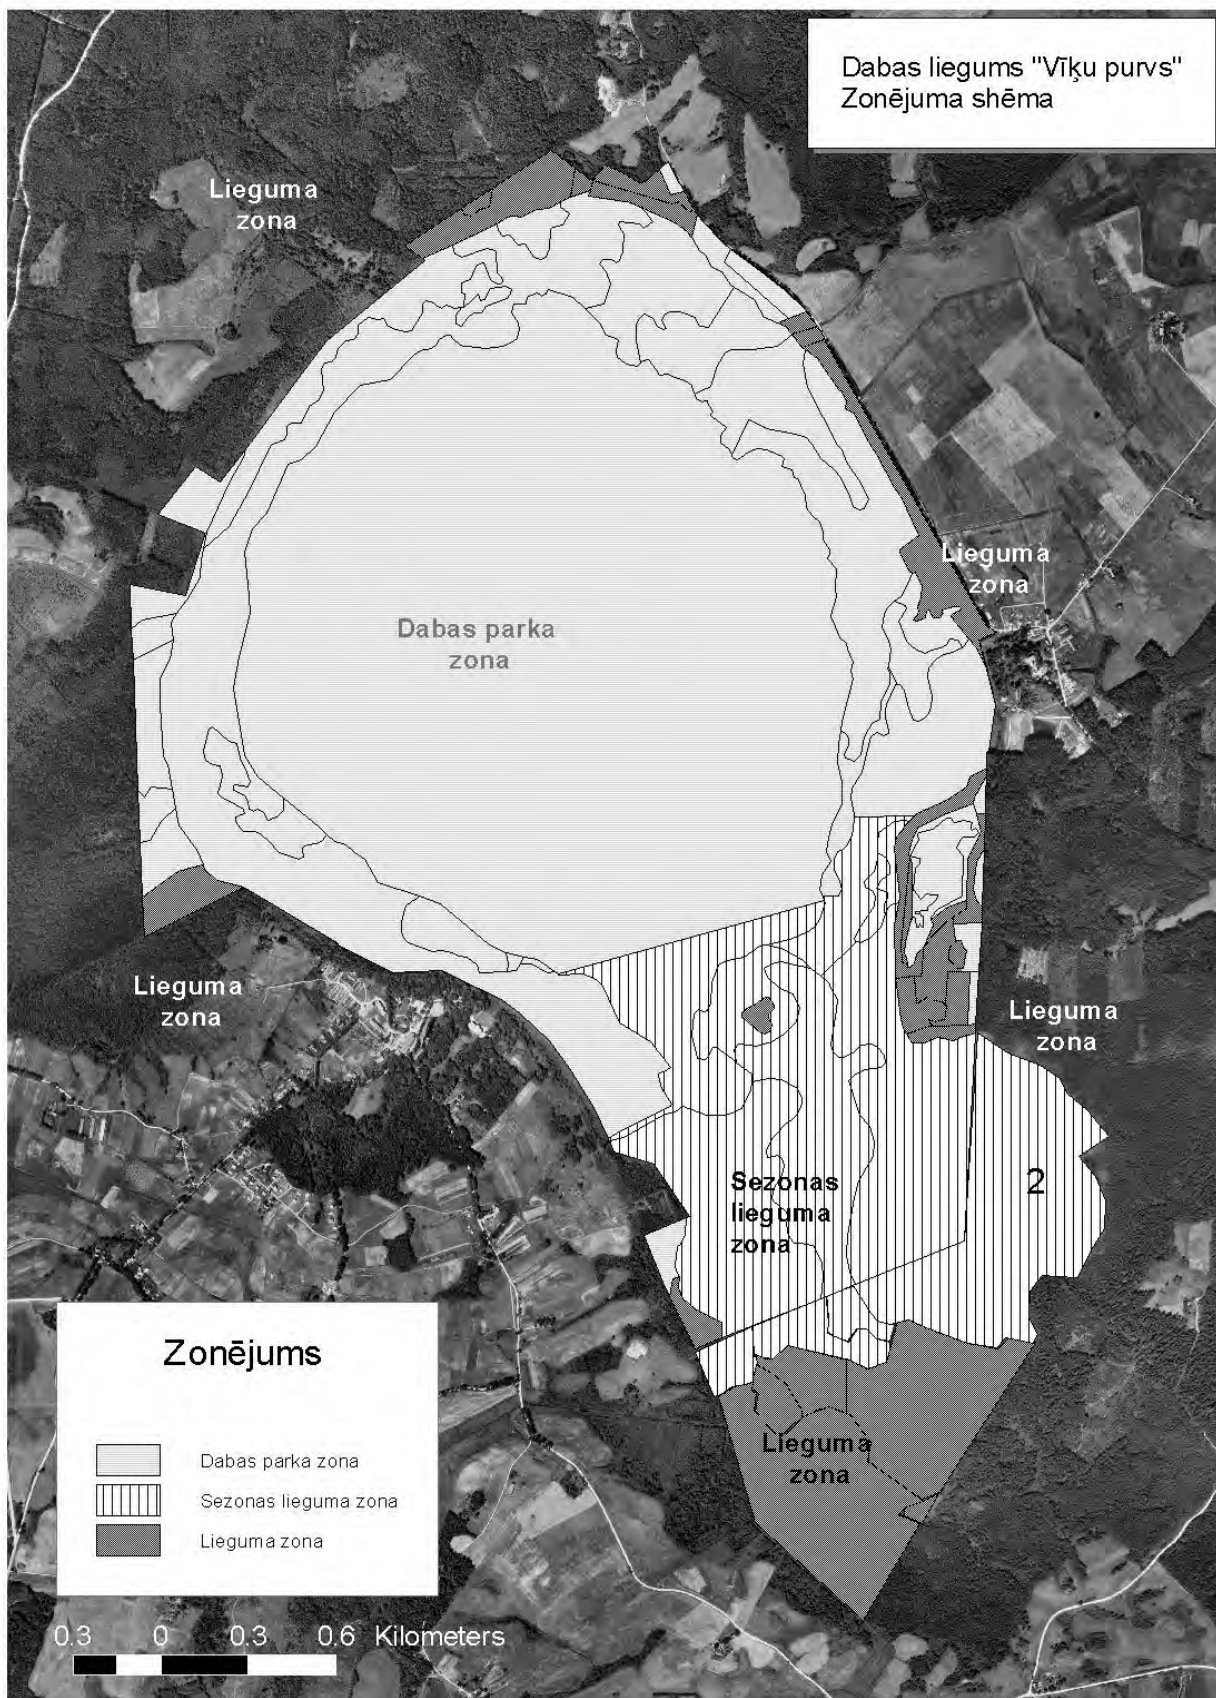 Dabas liegums "Vīķu purvs"
Zonējuma shēma
Lieguma
zona
Lieguma
zona
Dabas parka
zona
Lieguma
zona
Lieguma
zona
2
Sezonas
lieguma
zona
Lieguma
zona
Zonējums
Dabas parka zona
Sezonas lieguma zona
Lieguma zona
0.3 0 0.3 0.6 Kilometers